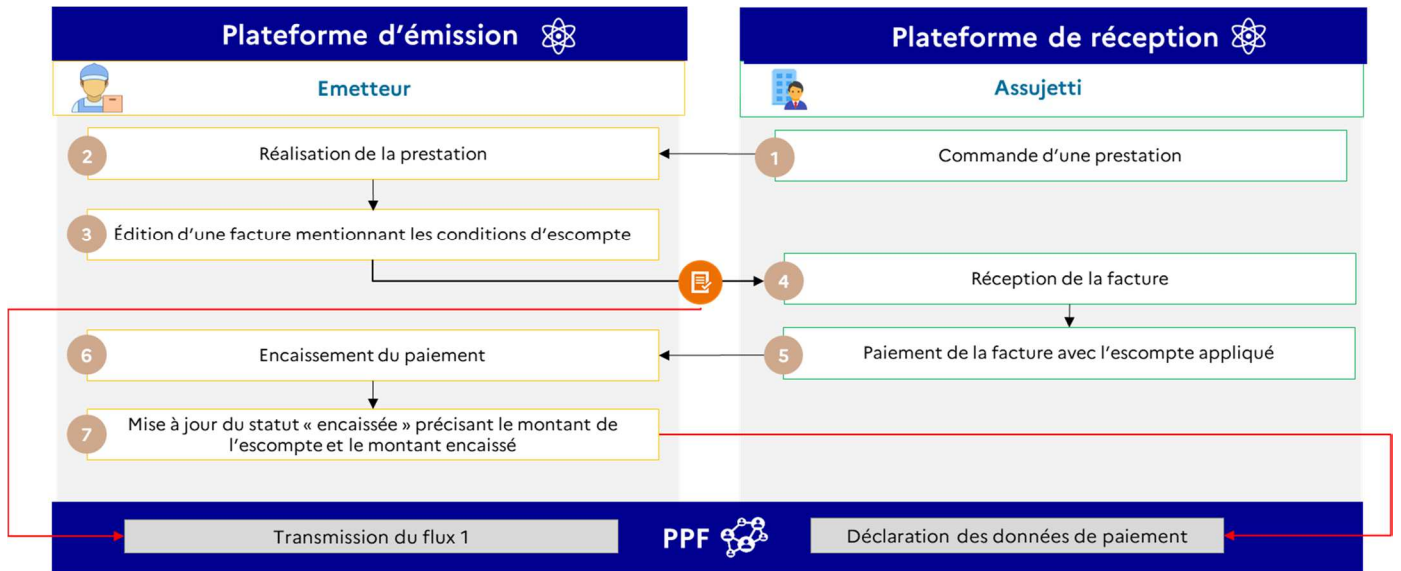 Plateforme d'émission
Plateforme de réception
Emetteur
Assujetti
2
Réalisation de la prestation
1
Commande d'une prestation
3
Édition d'une facture mentionnant les conditions d'escompte
4
Réception de la facture
6
Encaissement du paiement
5
Paiement de la facture avec l'escompte appliqué
7
Mise à jour du statut « encaissée » précisant le montant de
l'escompte et le montant encaissé
Transmission du flux 1
PPF
Déclaration des données de paiement